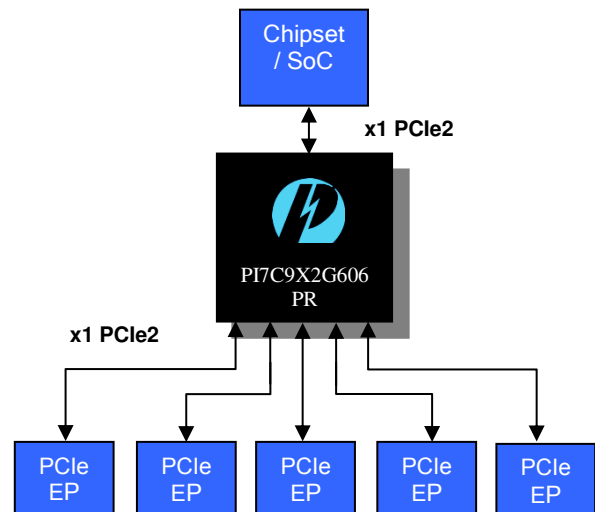 Chipset
/ SoC
x1 PCIe2
PI7C9X2G606
PR
x1 PCIe2
PCIe
EP
PCIe
EP
PCIe
EP
PCIe
EP
PCIe
EP